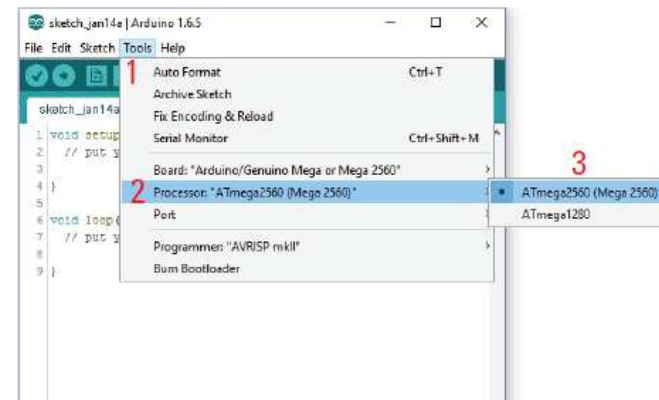 sketch_jan14a | Arduino 1.6.5
File Edit Sketch Tools Help
1
Auto Format Ctrl+T
Archive Sketch
sketch_jan14a
Fix Encoding & Reload
1 void setup
Serial Monitor Ctrl+Shift+M
2 // put y
3
Board: "Arduino/Genuino Mega or Mega 2560"
3
4 }
2
Processor: "ATmega2560 (Mega 2560)"
ATmega2560 (Mega 2560)
5
6 void loop(
Port
ATmega1280
7 // put y
8
Programmer: "AVRISP mkII"
9 }
Burn Bootloader